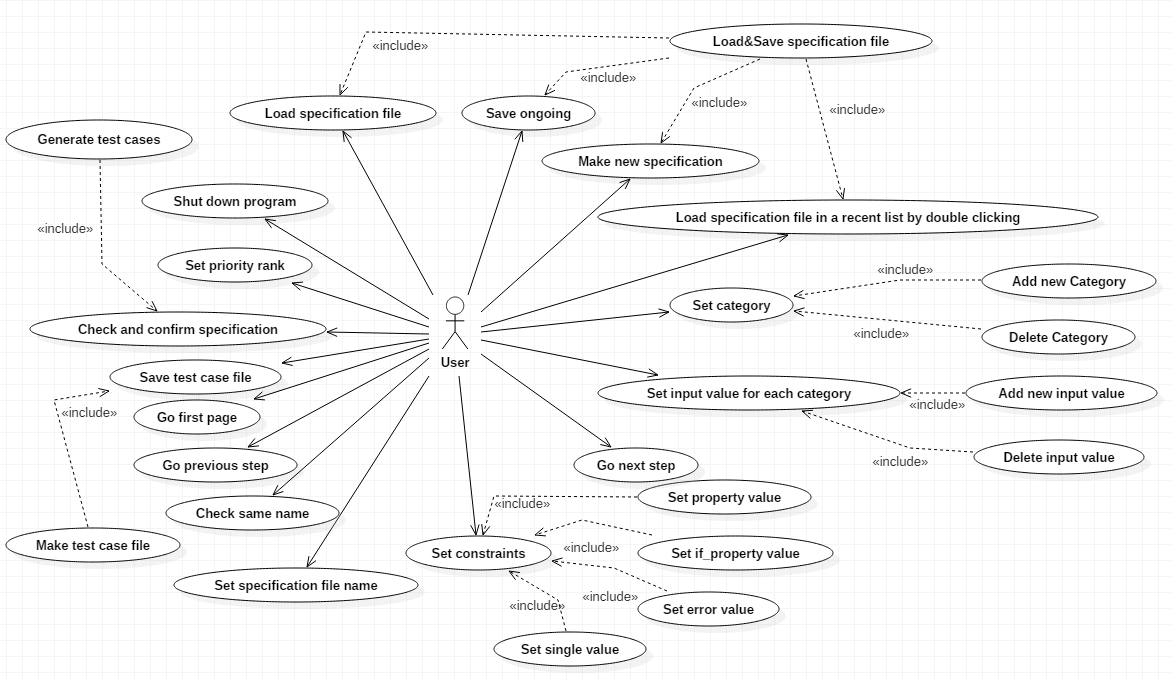 Load&Save specification file
«include»
«include»
«include»
«include»
Load specification file
Save ongoing
Generate test cases
Make new specification
Shut down program
Load specification file in a recent list by double clicking
«include»
Set priority rank
«include»
Add new Category
Set category
Check and confirm specification
«include»
Delete Category
User
Save test case file
Set input value for each category
Add new input value
«include»
«include»
Go first page
Delete input value
«include»
Go previous step
Go next step
Set property value
«include»
Check same name
Make test case file
Set constraints
«include»
Set if_property value
Set specification file name
«include»
«include»
Set error value
Set single value